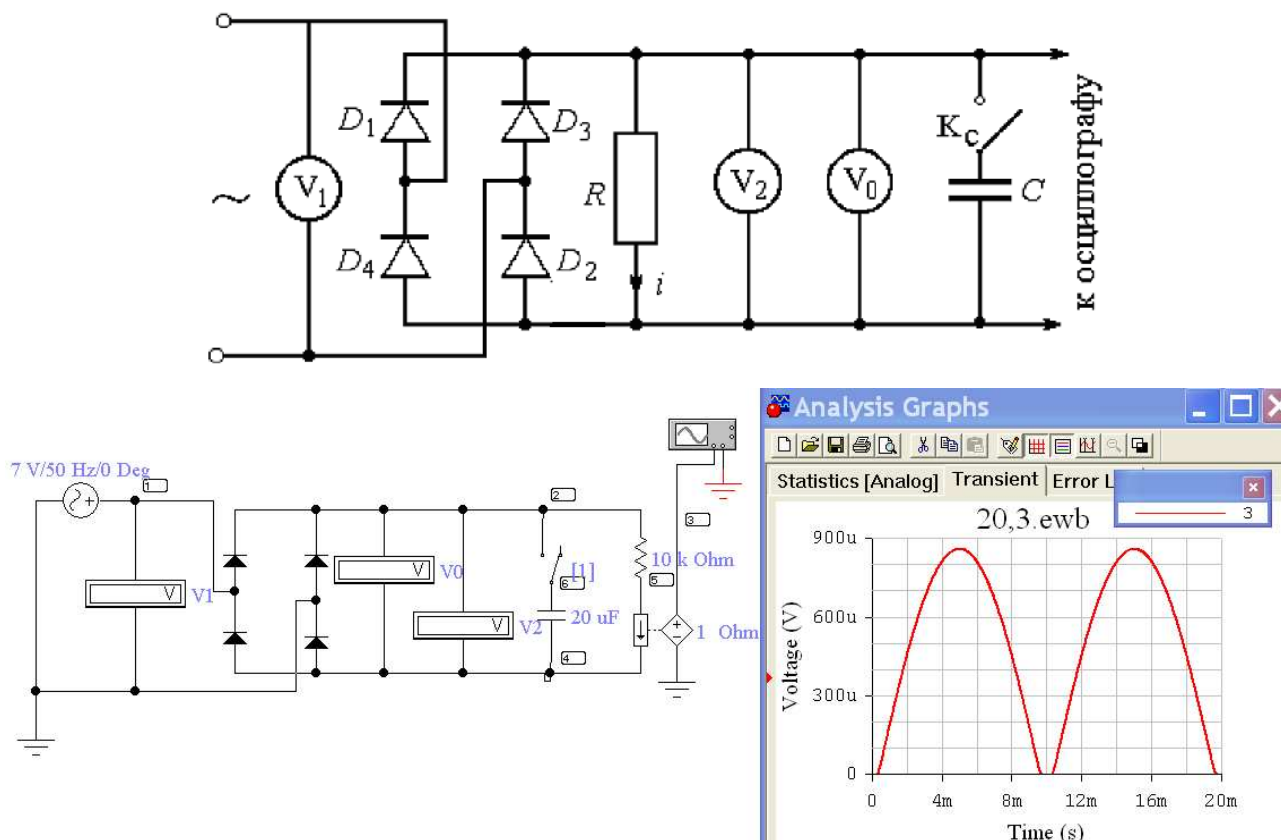 D1
D3
V1
~
R
V2
V0
Kc
C
D4
D2
i
к осциллографу
7 V/50 Hz/0 Deg
1
V
V1
V
V0
V
V2
2
[1]
6
20 uF
4
10 k Ohm
5
3
1 Ohm
Analysis Graphs
Statistics [Analog] Transient Error L
3
20,3.ewb
Voltage (V)
900u
600u
300u
0
0 4m 8m 12m 16m 20m
Time (s)